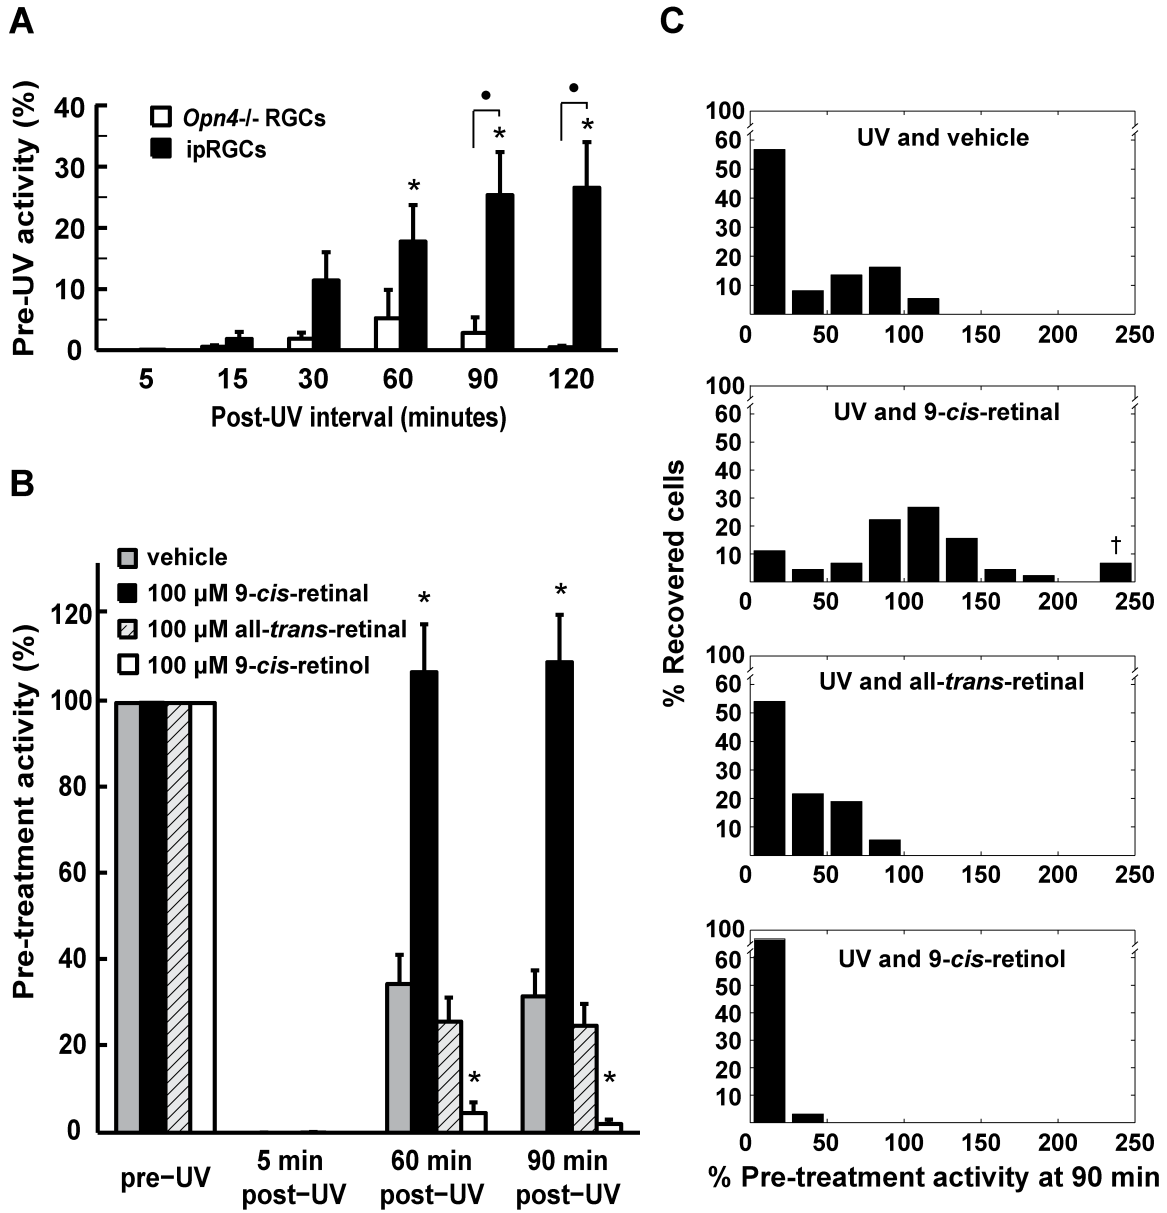 A
Pre-UV activity (%)
40
30
20
10
0
Opn4-/- RGCs
ipRGCs
•
*
*
•
*
5 15 30 60 90 120
Post-UV interval (minutes)
B
Pre-treatment activity (%)
vehicle
100 µM 9-cis-retinal
100 µM all-trans-retinal
100 µM 9-cis-retinol
120
100
80
60
40
20
0
*
*
*
*
pre−UV
5 min
post−UV
60 min
post−UV
90 min
post−UV
C
% Recovered cells
UV and vehicle
100
60
50
40
30
20
10
0 50 100 150 200 250
UV and 9-cis-retinal
100
60
50
40
30
20
10
†
0 50 100 150 200 250
UV and all-trans-retinal
100
60
50
40
30
20
10
0 50 100 150 200 250
UV and 9-cis-retinol
100
60
50
40
30
20
10
0 50 100 150 200 250
% Pre-treatment activity at 90 min